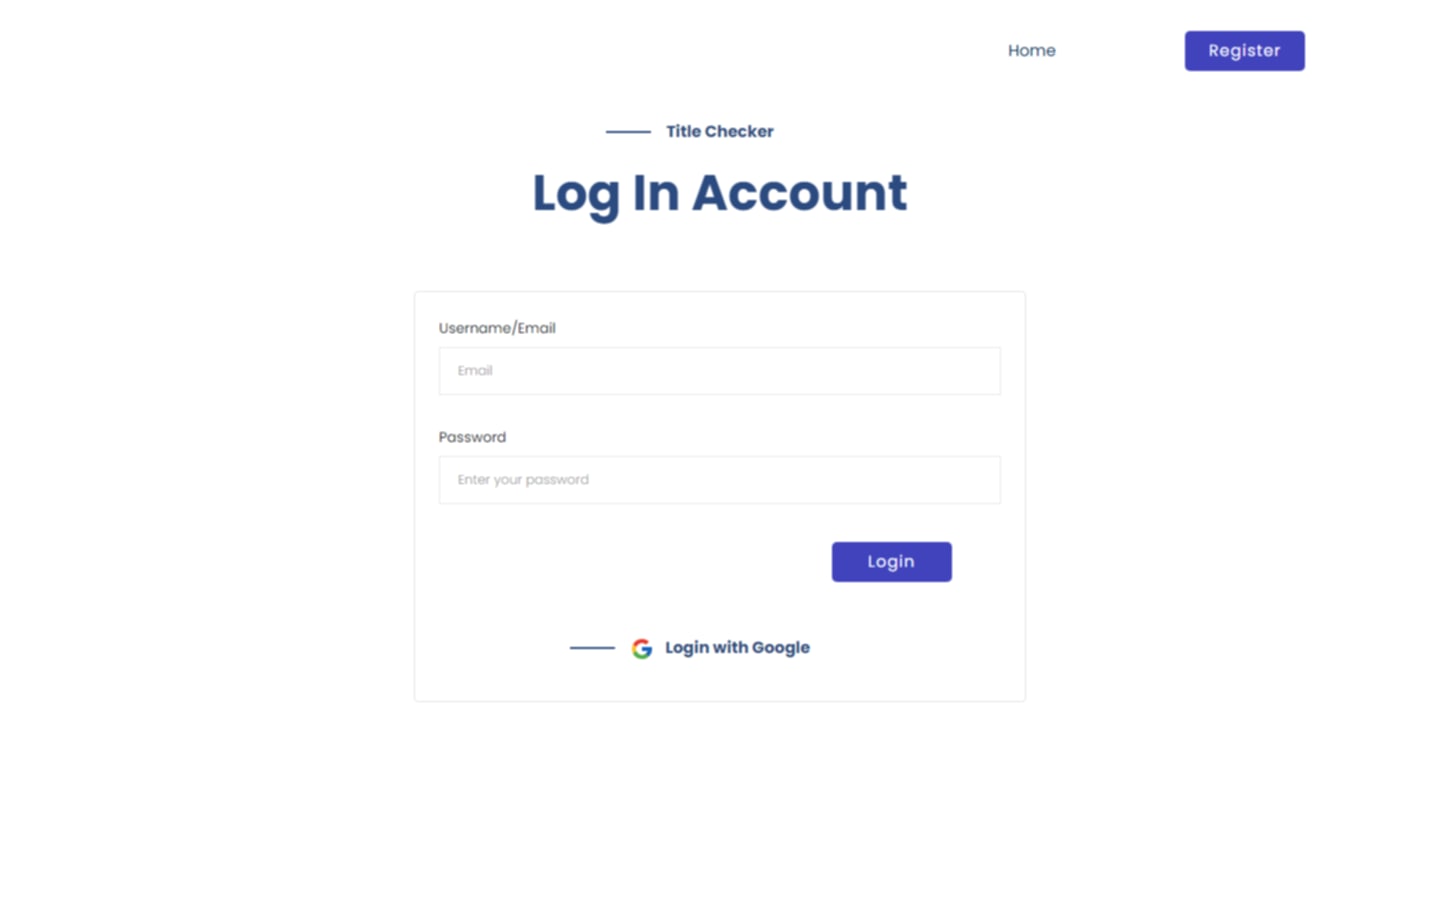 Home
Register
Title Checker
Log In Account
Username/Email
Email
Password
Enter your password
Login
Login with Google